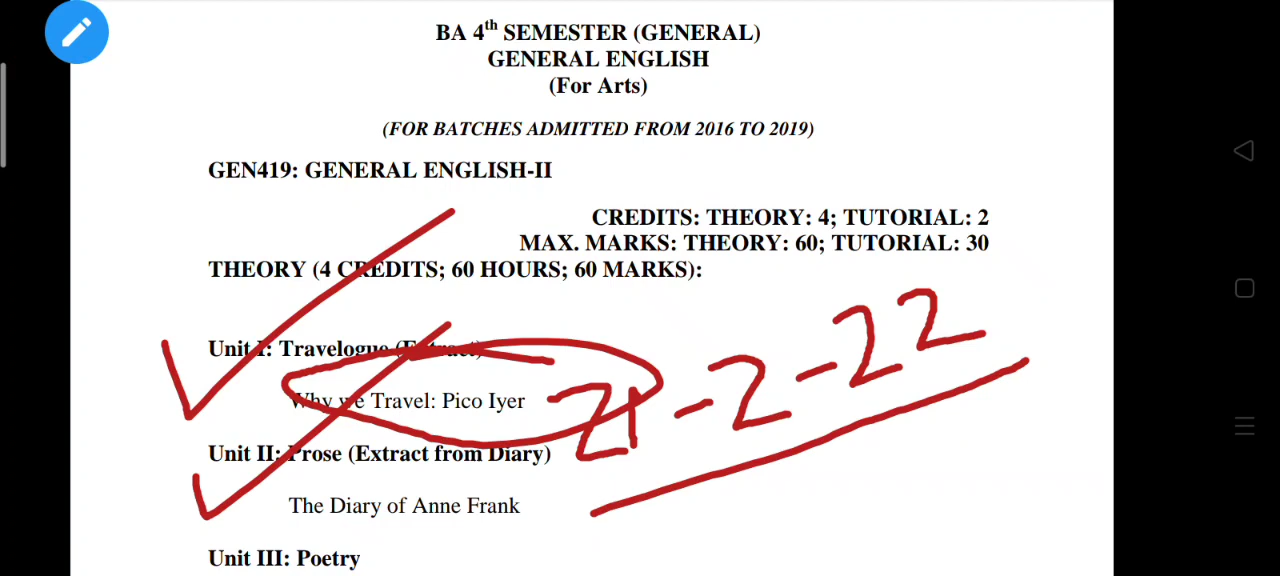 BA 4th SEMESTER (GENERAL)
GENERAL ENGLISH
(For Arts)
(FOR BATCHES ADMITTED FROM 2016 TO 2019)
GEN419: GENERAL ENGLISH-II
CREDITS: THEORY: 4; TUTORIAL: 2
MAX. MARKS: THEORY: 60; TUTORIAL: 30
THEORY (4 CREDITS; 60 HOURS; 60 MARKS):
Unit I: Travelogue (Extract)
Why we Travel: Pico Iyer
21-2-22
Unit II: Prose (Extract from Diary)
The Diary of Anne Frank
Unit III: Poetry